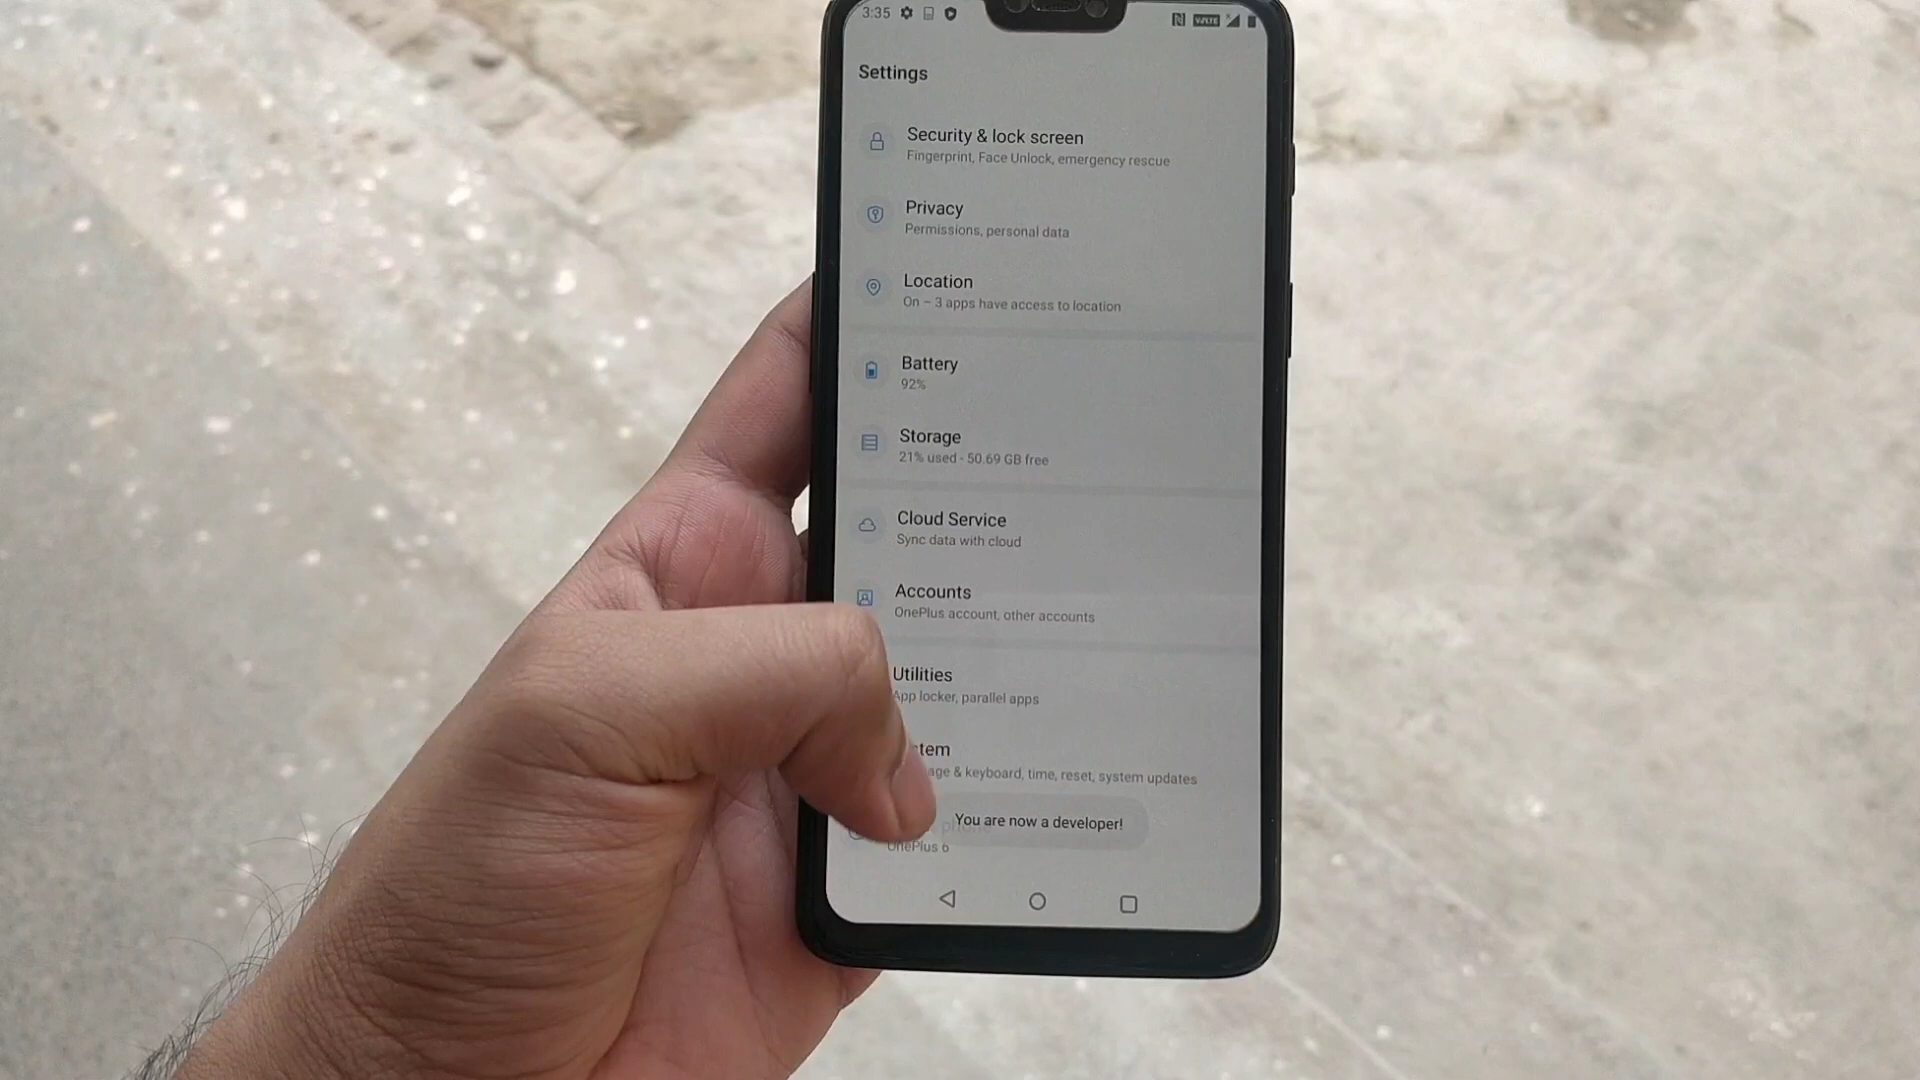 3:35
VoLTE
Settings
Security & lock screen
Fingerprint, Face Unlock, emergency rescue
Privacy
Permissions, personal data
Location
On – 3 apps have access to location
Battery
92%
Storage
21% used - 50.69 GB free
Cloud Service
Sync data with cloud
Accounts
OnePlus account, other accounts
Utilities
App locker, parallel apps
tem
age & keyboard, time, reset, system updates
You are now a developer!
OnePlus 6